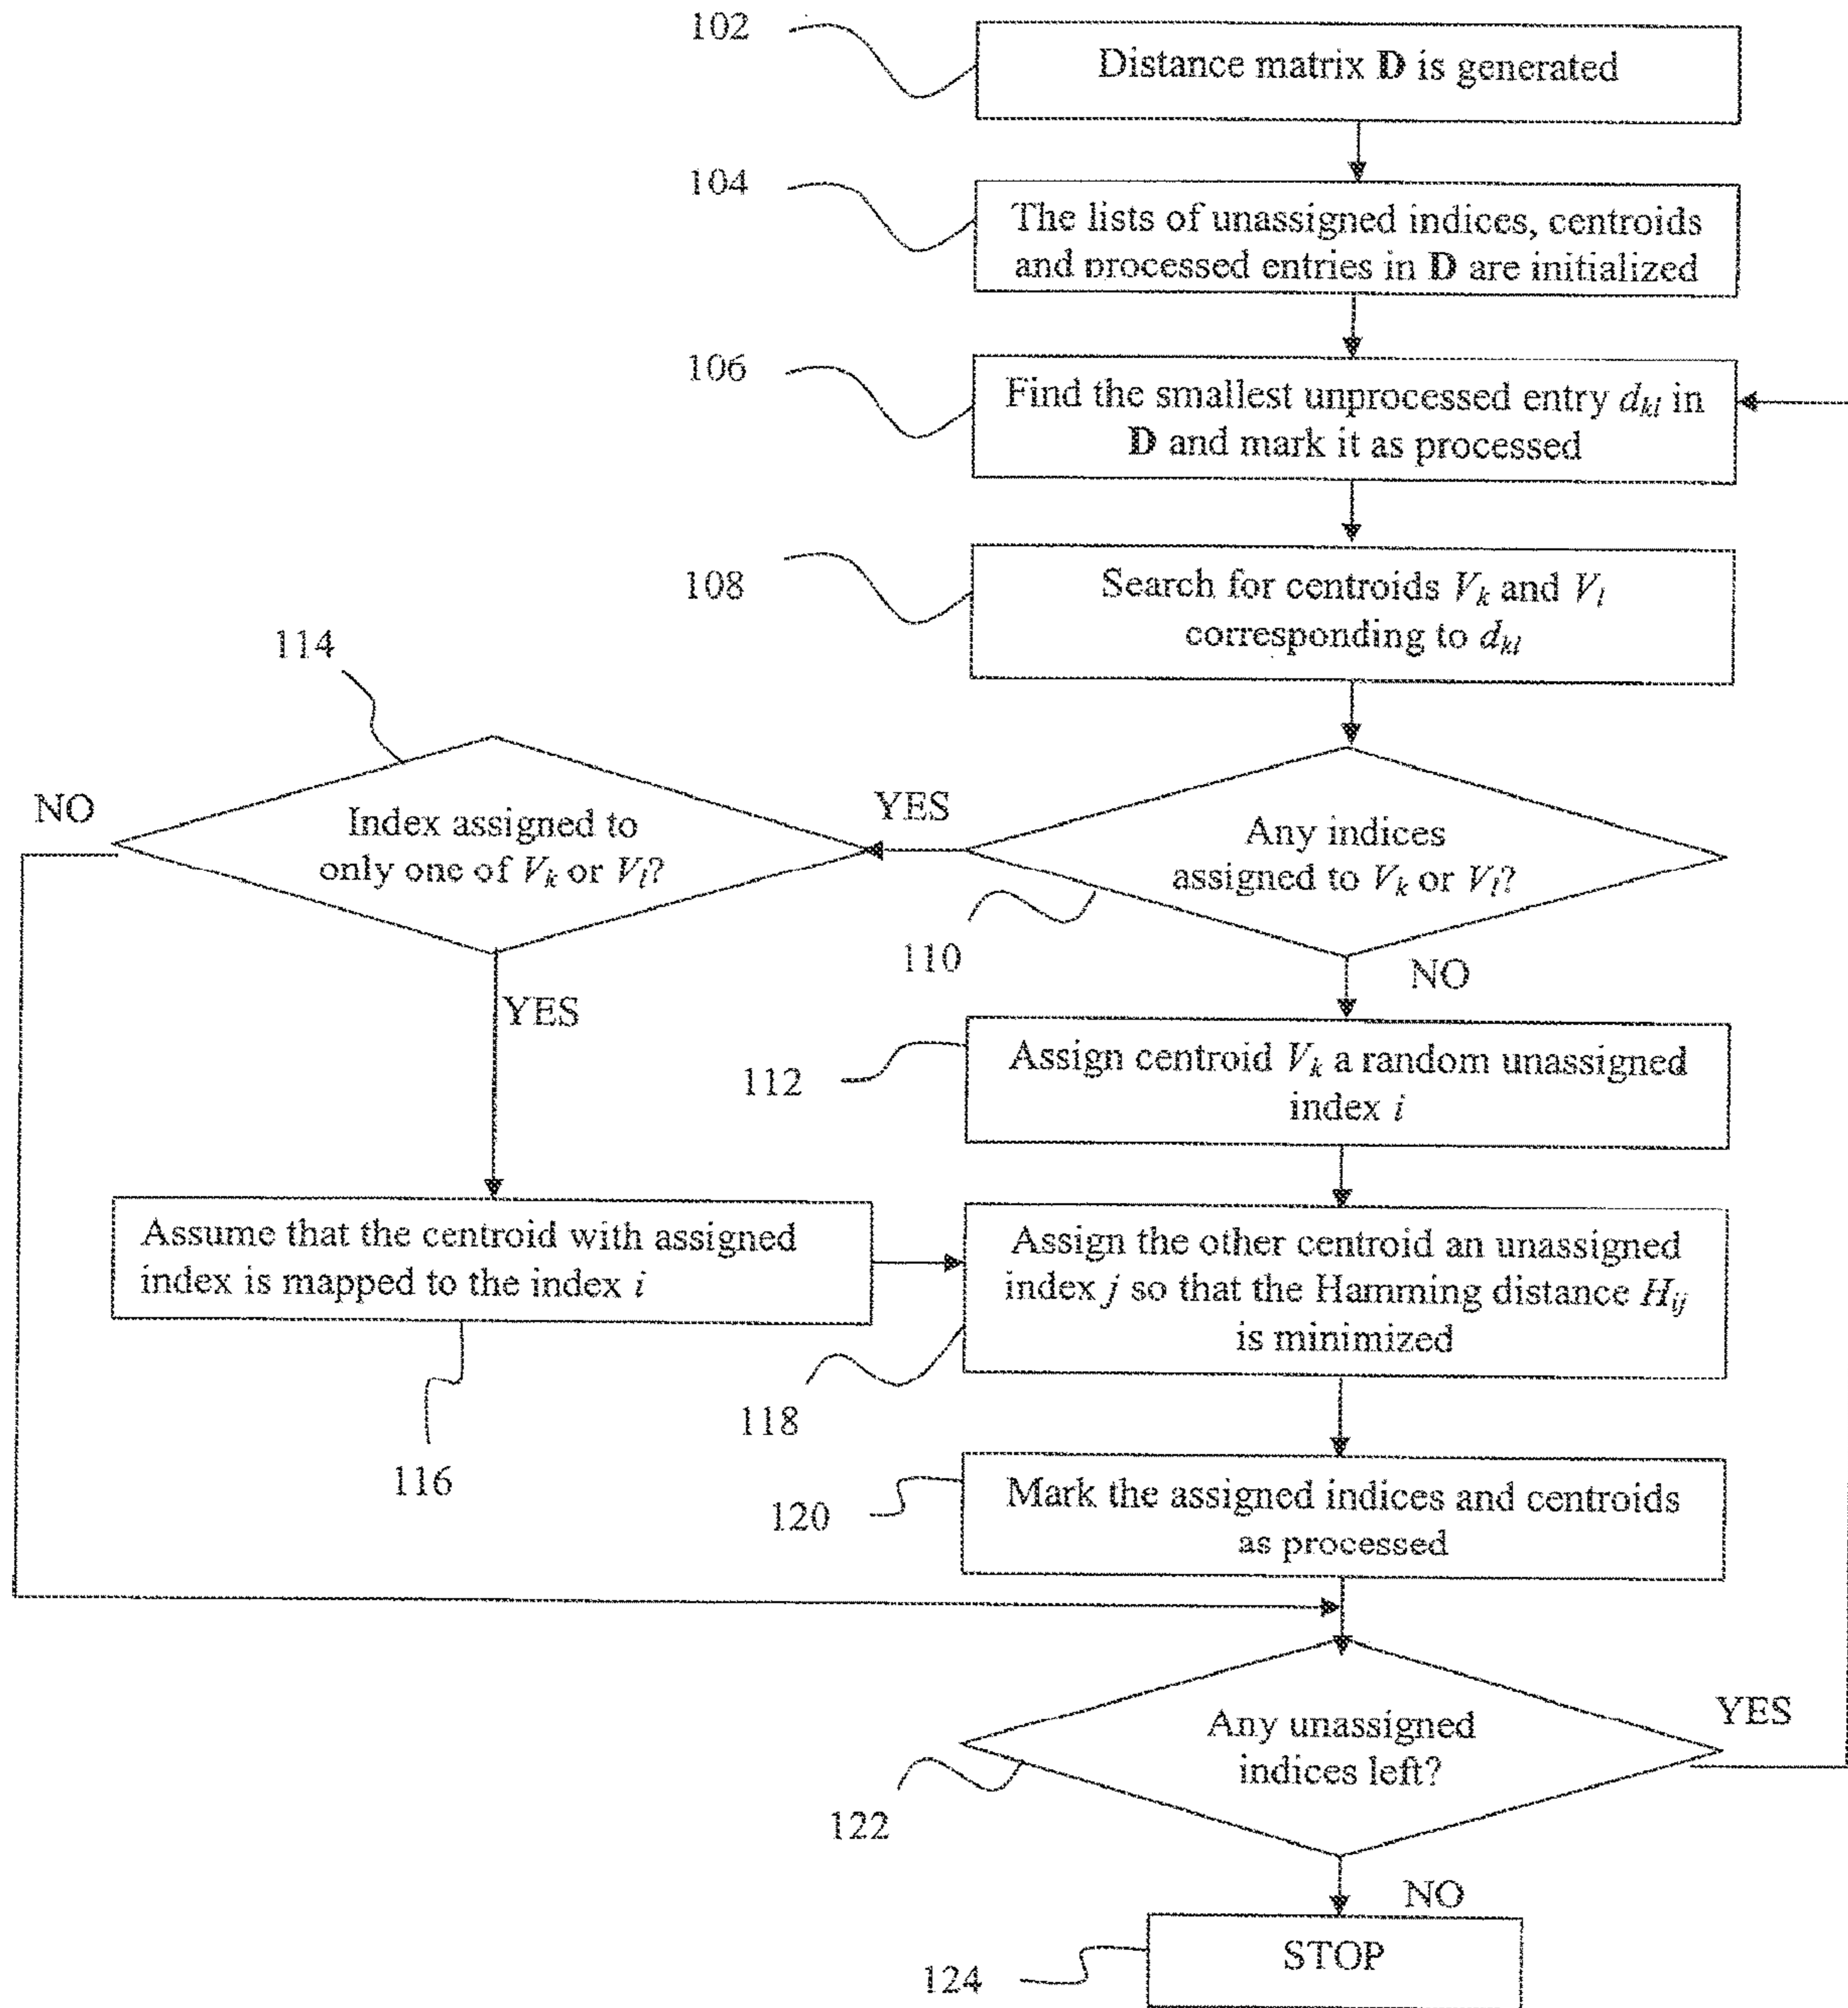 102
Distance matrix D is generated
104
The lists of unassigned indices, centroids
and processed entries in D are initialized
106
Find the smallest unprocessed entry dkl in
D and mark it as processed
108
Search for centroids Vk and Vl
corresponding to dkl
114
NO
Index assigned to
only one of Vk or Vl?
YES
Any indices
assigned to Vk or Vl?
110
NO
YES
112
Assign centroid Vk a random unassigned
index i
Assume that the centroid with assigned
index is mapped to the index i
116
Assign the other centroid an unassigned
index j so that the Hamming distance Hij
is minimized
118
120
Mark the assigned indices and centroids
as processed
Any unassigned
indices left?
YES
122
NO
STOP
124